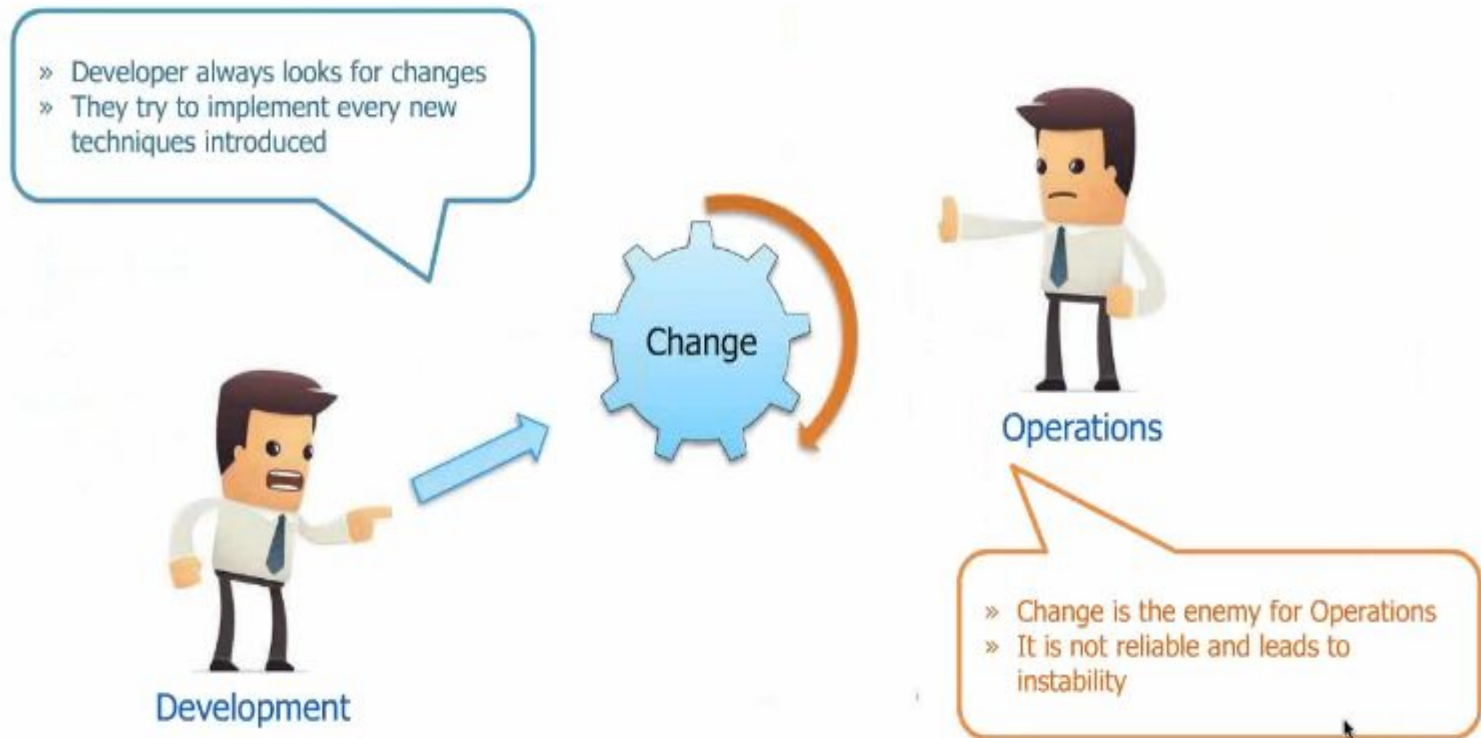 » Developer always looks for changes
» They try to implement every new
techniques introduced
Change
Operations
Development
» Change is the enemy for Operations
» It is not reliable and leads to
instability